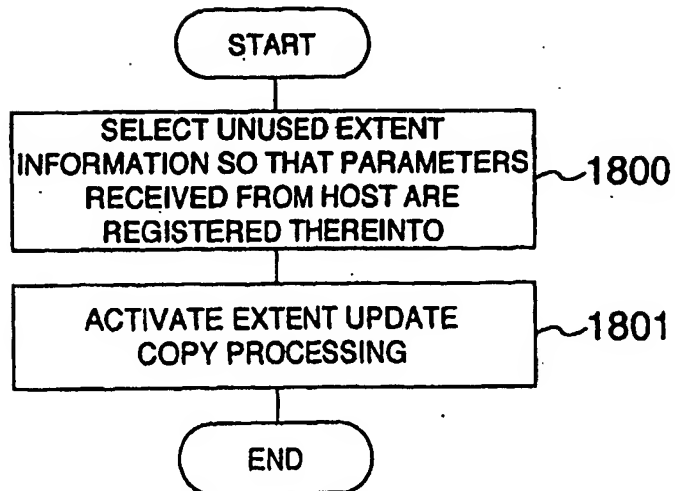 START
SELECT UNUSED EXTENT
INFORMATION SO THAT PARAMETERS
RECEIVED FROM HOST ARE
REGISTERED THEREINTO
1800
ACTIVATE EXTENT UPDATE
COPY PROCESSING
1801
END